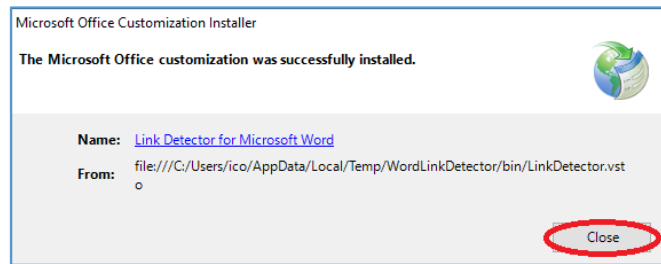 Microsoft Office Customization Installer
The Microsoft Office customization was successfully installed.
Name: Link Detector for Microsoft Word
From: file:///C:/Users/ico/AppData/Local/Temp/WordLinkDetector/bin/LinkDetector.vst
o
Close